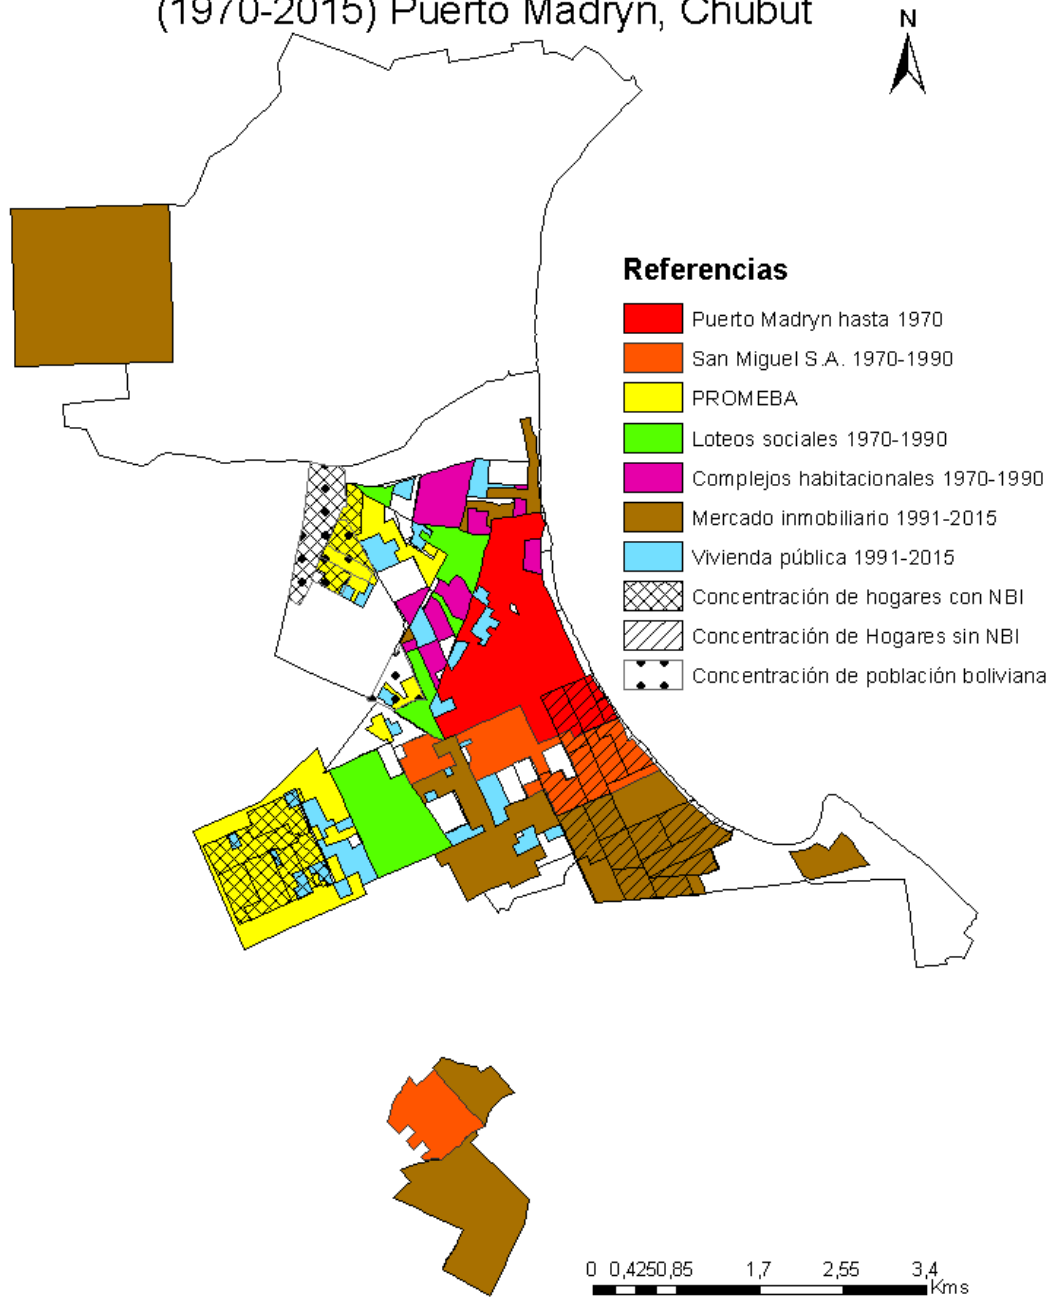 (1970-2015) Puerto Madryn, Chubut
N
Referencias
Puerto Madryn hasta 1970
San Miguel S.A. 1970-1990
PROMEBA
Loteos sociales 1970-1990
Complejos habitacionales 1970-1990
Mercado inmobiliario 1991-2015
Vivienda pública 1991-2015
Concentración de hogares con NBI
Concentración de Hogares sin NBI
Concentración de población boliviana
0 0,4250,85 1,7 2,55 3,4
Kms